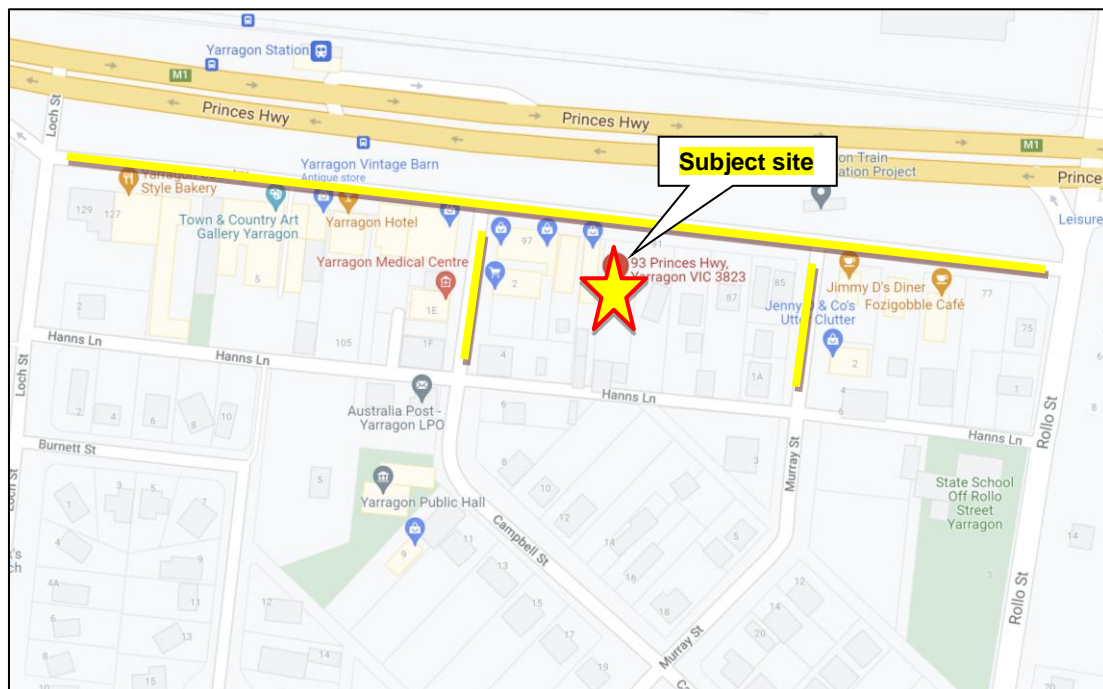 Yarragon Station
M1
Princes Hwy
Princes Hwy
M1
Loch St
Subject site
Yarragon Vintage Barn
Antique store
on Train
ation Project
Prince
Leisure
Yarragon
Style Bakery
129
127
Town & Country Art
Gallery Yarragon
Yarragon Hotel
5
97
91
93 Princes Hwy,
Yarragon VIC 3823
Yarragon Medical Centre
2
1E
87
85
Jimmy D's Diner
Fozigobble Café
77
Jenny D & Co's
Utter Clutter
75
2
2
105
1F
4
1A
4
1
Hanns Ln
Hanns Ln
Hanns Ln
Hanns Ln
6
6
8
Loch St
Australia Post -
Yarragon LPO
2
4
6
8
10
Burnett St
Murray St
Rollo St
3
5
7
1
5
8
10
12
3
5
State School
Off Rollo
Street
Yarragon
Yarragon Public Hall
Campbell St
11
9
14
14
16
18
4
9
13
4A
11
12
15
12
14
20
3
6
13
17
8
14
19
15
Murray St
Rollo St